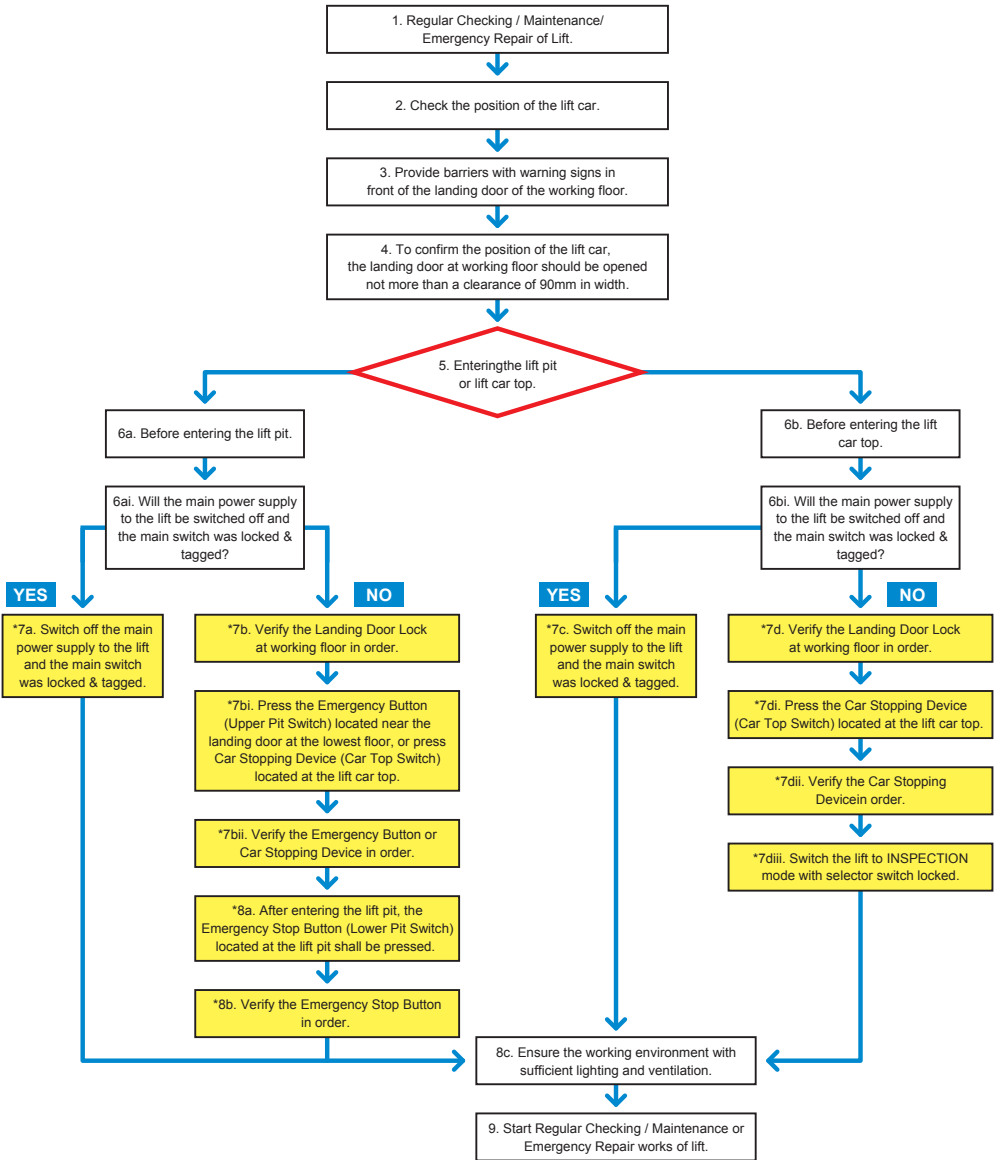 1. Regular Checking / Maintenance/
Emergency Repair of Lift.
2. Check the position of the lift car.
3. Provide barriers with warning signs in
front of the landing door of the working floor.
4. To confirm the position of the lift car,
the landing door at working floor should be opened
not more than a clearance of 90mm in width.
5. Enteringthe lift pit
or lift car top.
6a. Before entering the lift pit.
6ai. Will the main power supply
to the lift be switched off and
the main switch was locked &
tagged?
YES
*7a. Switch off the main
power supply to the lift
and the main switch
was locked & tagged.
NO
*7b. Verify the Landing Door Lock
at working floor in order.
*7bi. Press the Emergency Button
(Upper Pit Switch) located near the
landing door at the lowest floor, or press
Car Stopping Device (Car Top Switch)
located at the lift car top.
*7bii. Verify the Emergency Button or
Car Stopping Device in order.
*8a. After entering the lift pit, the
Emergency Stop Button (Lower Pit Switch)
located at the lift pit shall be pressed.
*8b. Verify the Emergency Stop Button
in order.
6b. Before entering the lift
car top.
6bi. Will the main power supply
to the lift be switched off and
the main switch was locked &
tagged?
YES
*7c. Switch off the main
power supply to the lift
and the main switch
was locked & tagged.
NO
*7d. Verify the Landing Door Lock
at working floor in order.
*7di. Press the Car Stopping Device
(Car Top Switch) located at the lift car top.
*7dii. Verify the Car Stopping
Devicein order.
*7diii. Switch the lift to INSPECTION
mode with selector switch locked.
8c. Ensure the working environment with
sufficient lighting and ventilation.
9. Start Regular Checking / Maintenance or
Emergency Repair works of lift.